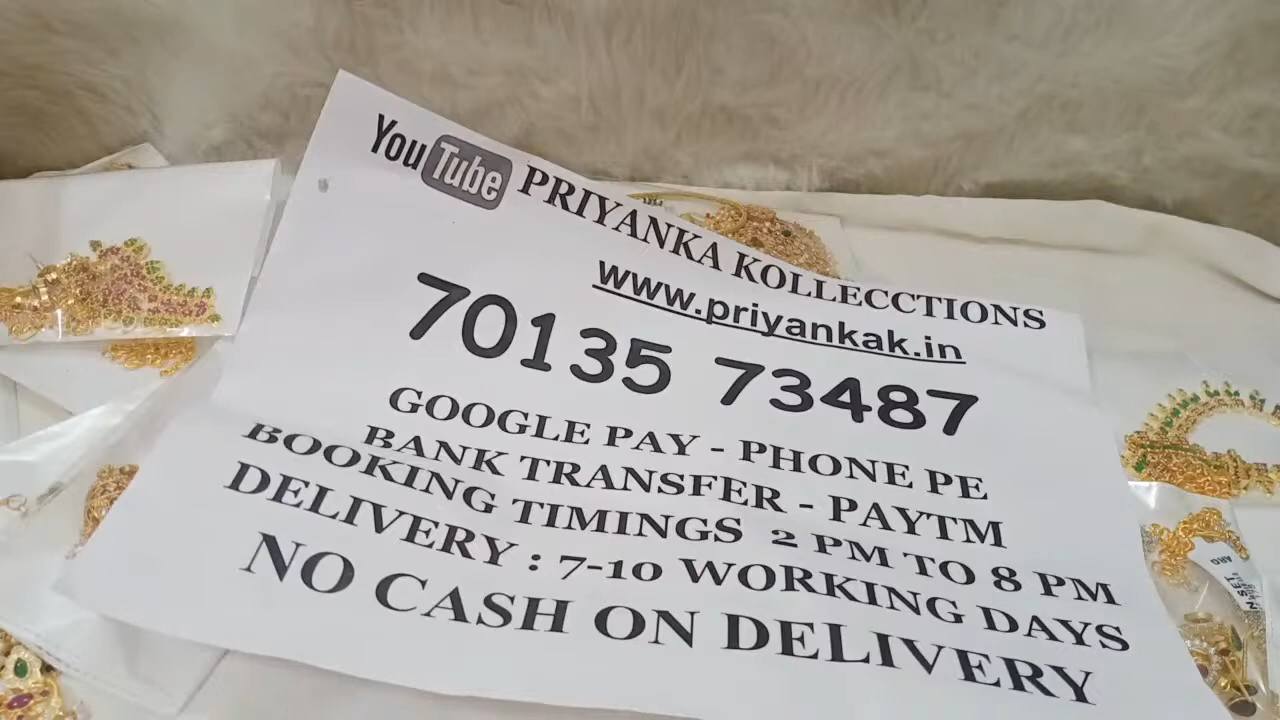 YouTube PRIYANKA KOLLECCTIONS
www.priyankak.in
70135 73487
GOOGLE PAY - PHONE PE
BANK TRANSFER - PAYTM
BOOKING TIMINGS 2 PM TO 8 PM
DELIVERY : 7-10 WORKING DAYS
NO CASH ON DELIVERY